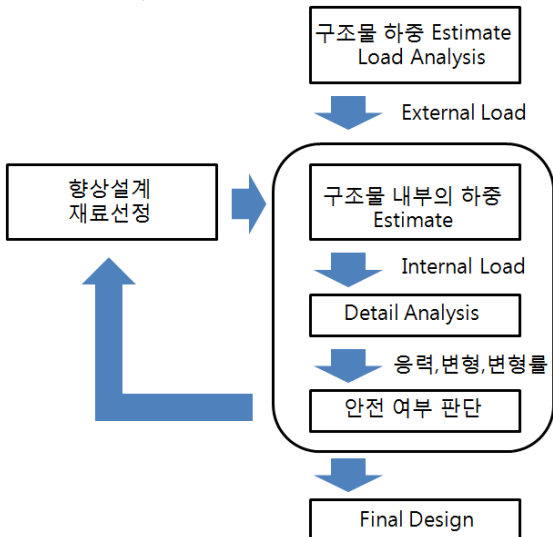 구조물 하중 Estimate
Load Analysis
External Load
향상설계
재료선정
구조물 내부의 하중
Estimate
Internal Load
Detail Analysis
응력,변형,변형률
안전 여부 판단
Final Design